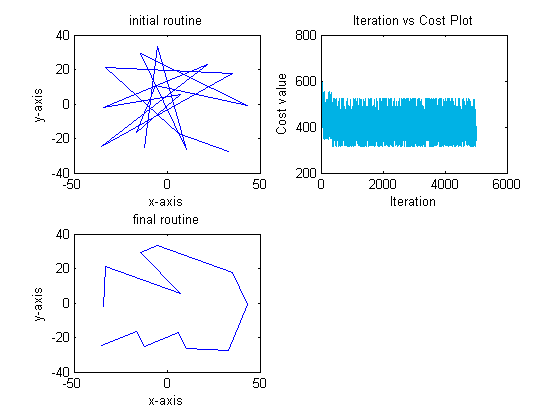 initial routine
40
20
0
-20
-40
y-axis
-50
0
50
x-axis
Iteration vs Cost Plot
800
600
400
200
Cost value
0
2000
4000
6000
Iteration
final routine
40
20
0
-20
-40
y-axis
-50
0
50
x-axis